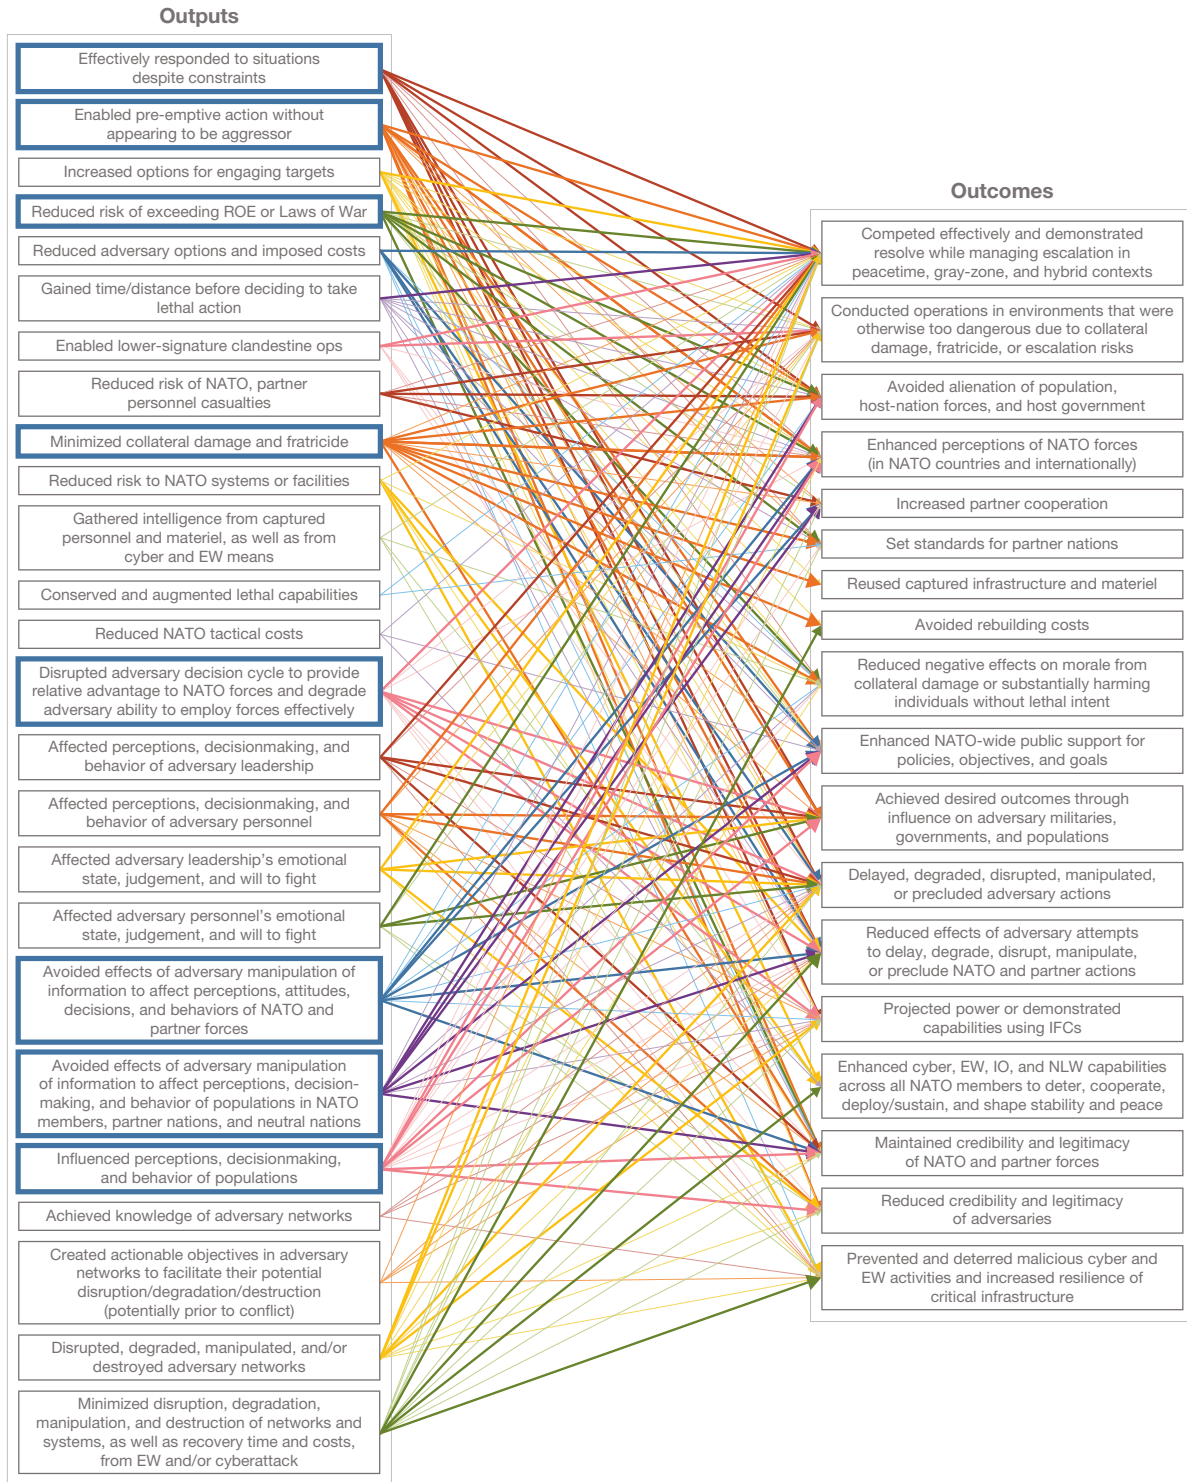 Outputs
Effectively responded to situations
despite constraints
Enabled pre-emptive action without
appearing to be aggressor
Increased options for engaging targets
Reduced risk of exceeding ROE or Laws of War
Reduced adversary options and imposed costs
Gained time/distance before deciding to take
lethal action
Enabled lower-signature clandestine ops
Reduced risk of NATO, partner
personnel casualties
Minimized collateral damage and fratricide
Reduced risk to NATO systems or facilities
Gathered intelligence from captured
personnel and materiel, as well as from
cyber and EW means
Conserved and augmented lethal capabilities
Reduced NATO tactical costs
Disrupted adversary decision cycle to provide
relative advantage to NATO forces and degrade
adversary ability to employ forces effectively
Affected perceptions, decisionmaking, and
behavior of adversary leadership
Affected perceptions, decisionmaking, and
behavior of adversary personnel
Affected adversary leadership's emotional
state, judgement, and will to fight
Affected adversary personnel's emotional
state, judgement, and will to fight
Avoided effects of adversary manipulation of
information to affect perceptions, attitudes,
decisions, and behaviors of NATO and
partner forces
Avoided effects of adversary manipulation
of information to affect perceptions, decision-
making, and behavior of populations in NATO
members, partner nations, and neutral nations
Influenced perceptions, decisionmaking,
and behavior of populations
Achieved knowledge of adversary networks
Created actionable objectives in adversary
networks to facilitate their potential
disruption/degradation/destruction
(potentially prior to conflict)
Disrupted, degraded, manipulated, and/or
destroyed adversary networks
Minimized disruption, degradation,
manipulation, and destruction of networks and
systems, as well as recovery time and costs,
from EW and/or cyberattack
Outcomes
Competed effectively and demonstrated
resolve while managing escalation in
peacetime, gray-zone, and hybrid contexts
Conducted operations in environments that were
otherwise too dangerous due to collateral
damage, fratricide, or escalation risks
Avoided alienation of population,
host-nation forces, and host government
Enhanced perceptions of NATO forces
(in NATO countries and internationally)
Increased partner cooperation
Set standards for partner nations
Reused captured infrastructure and materiel
Avoided rebuilding costs
Reduced negative effects on morale from
collateral damage or substantially harming
individuals without lethal intent
Enhanced NATO-wide public support for
policies, objectives, and goals
Achieved desired outcomes through
influence on adversary militaries,
governments, and populations
Delayed, degraded, disrupted, manipulated,
or precluded adversary actions
Reduced effects of adversary attempts
to delay, degrade, disrupt, manipulate,
or preclude NATO and partner actions
Projected power or demonstrated
capabilities using IFCs
Enhanced cyber, EW, IO, and NLW capabilities
across all NATO members to deter, cooperate,
deploy/sustain, and shape stability and peace
Maintained credibility and legitimacy
of NATO and partner forces
Reduced credibility and legitimacy
of adversaries
Prevented and deterred malicious cyber and
EW activities and increased resilience of
critical infrastructure